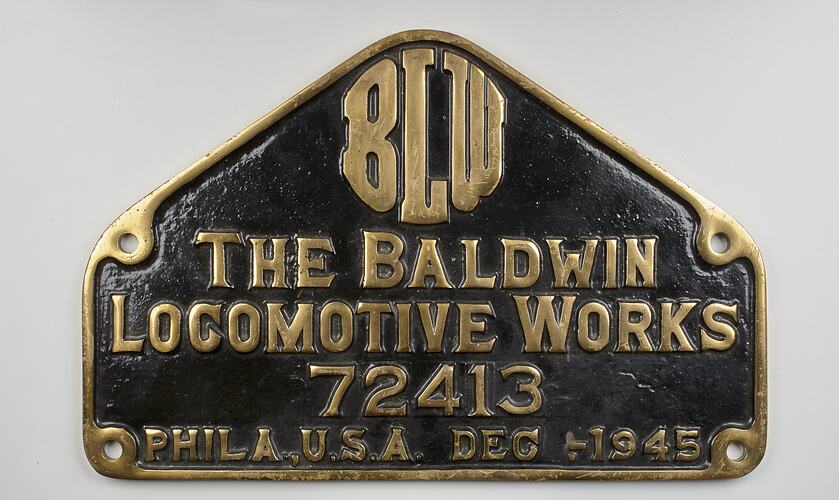 BLW
THE BALDWIN
LOCOMOTIVE WORKS
72413
PHILA., U.S.A. DEC :-1945